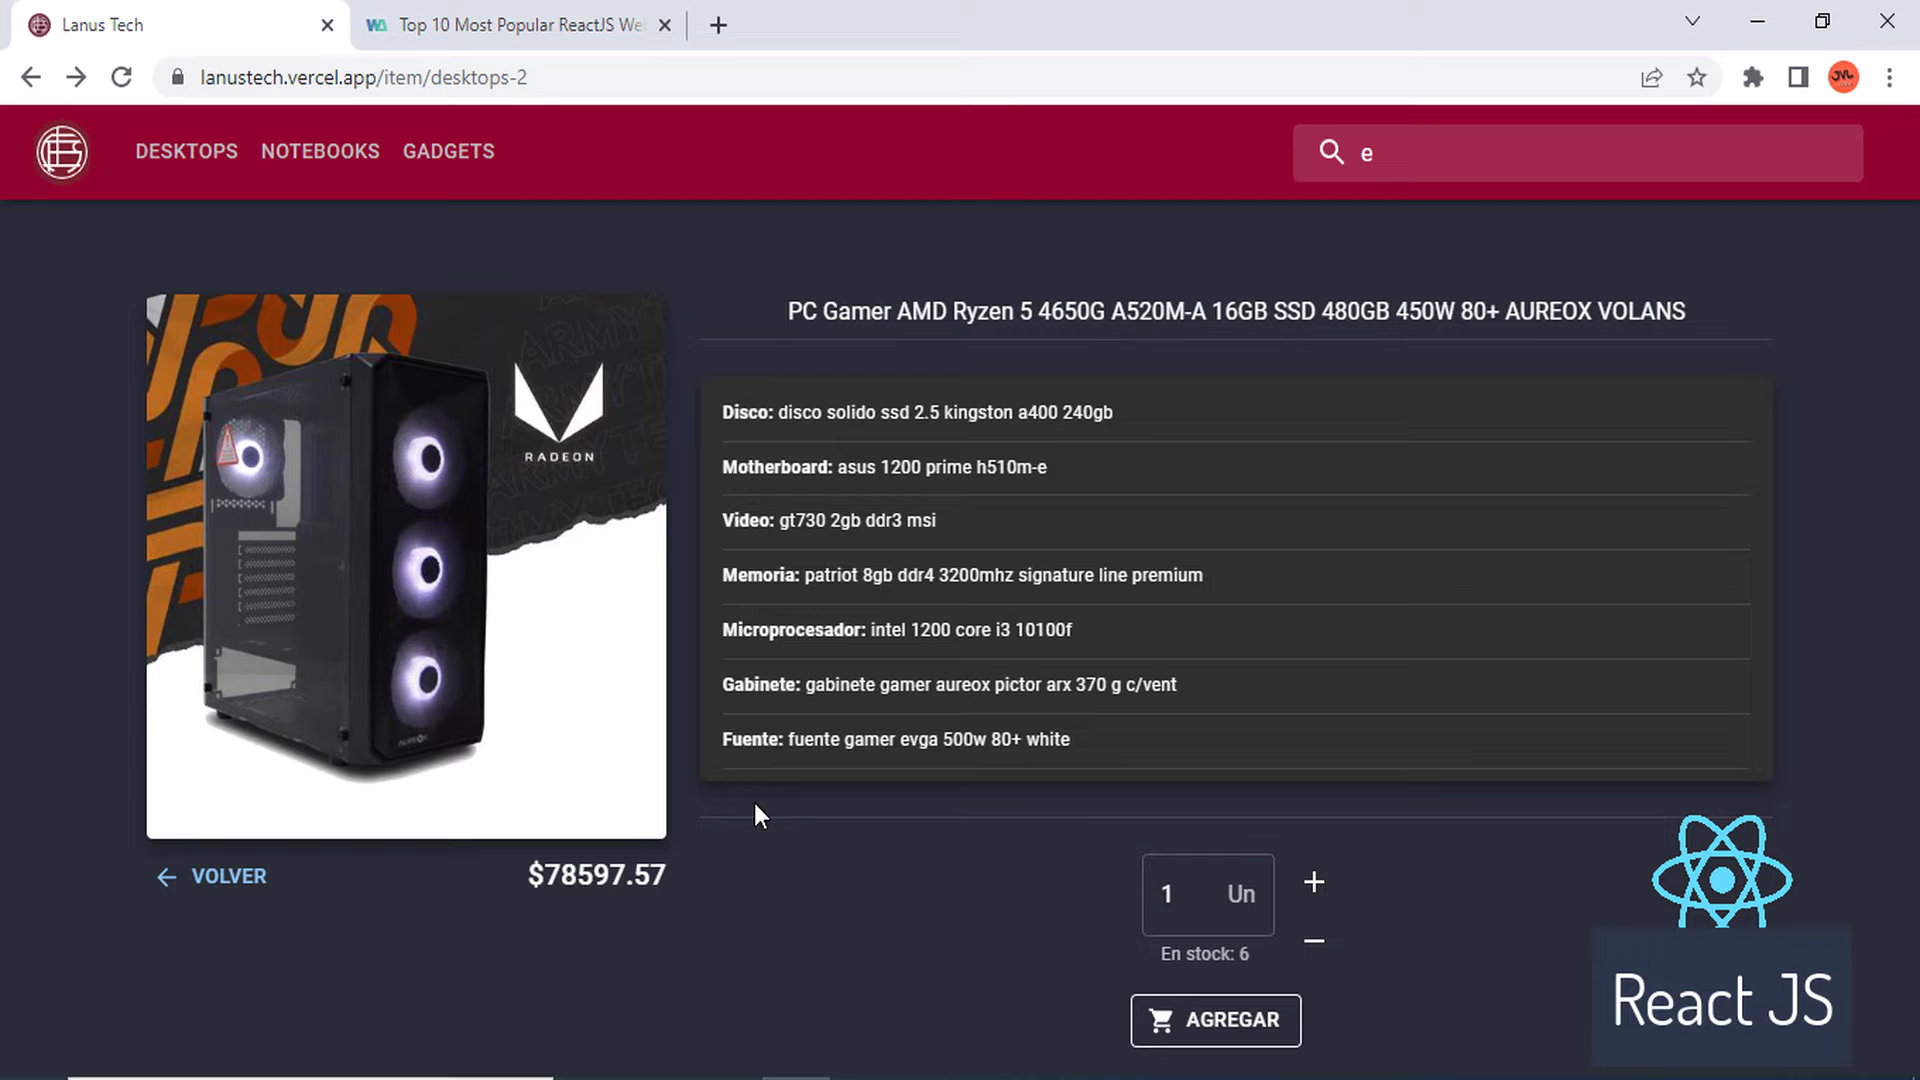 Lanus Tech
Top 10 Most Popular ReactJS We
lanustech.vercel.app/item/desktops-2
DESKTOPS NOTEBOOKS GADGETS
e
PC Gamer AMD Ryzen 5 4650G A520M-A 16GB SSD 480GB 450W 80+ AUREOX VOLANS
RADEON
Disco: disco solido ssd 2.5 kingston a400 240gb
Motherboard: asus 1200 prime h510m-e
Video: gt730 2gb ddr3 msi
Memoria: patriot 8gb ddr4 3200mhz signature line premium
Microprocesador: intel 1200 core i3 10100f
Gabinete: gabinete gamer aureox pictor arx 370 g c/vent
Fuente: fuente gamer evga 500w 80+ white
VOLVER
$78597.57
1 Un
+
−
En stock: 6
AGREGAR
React JS